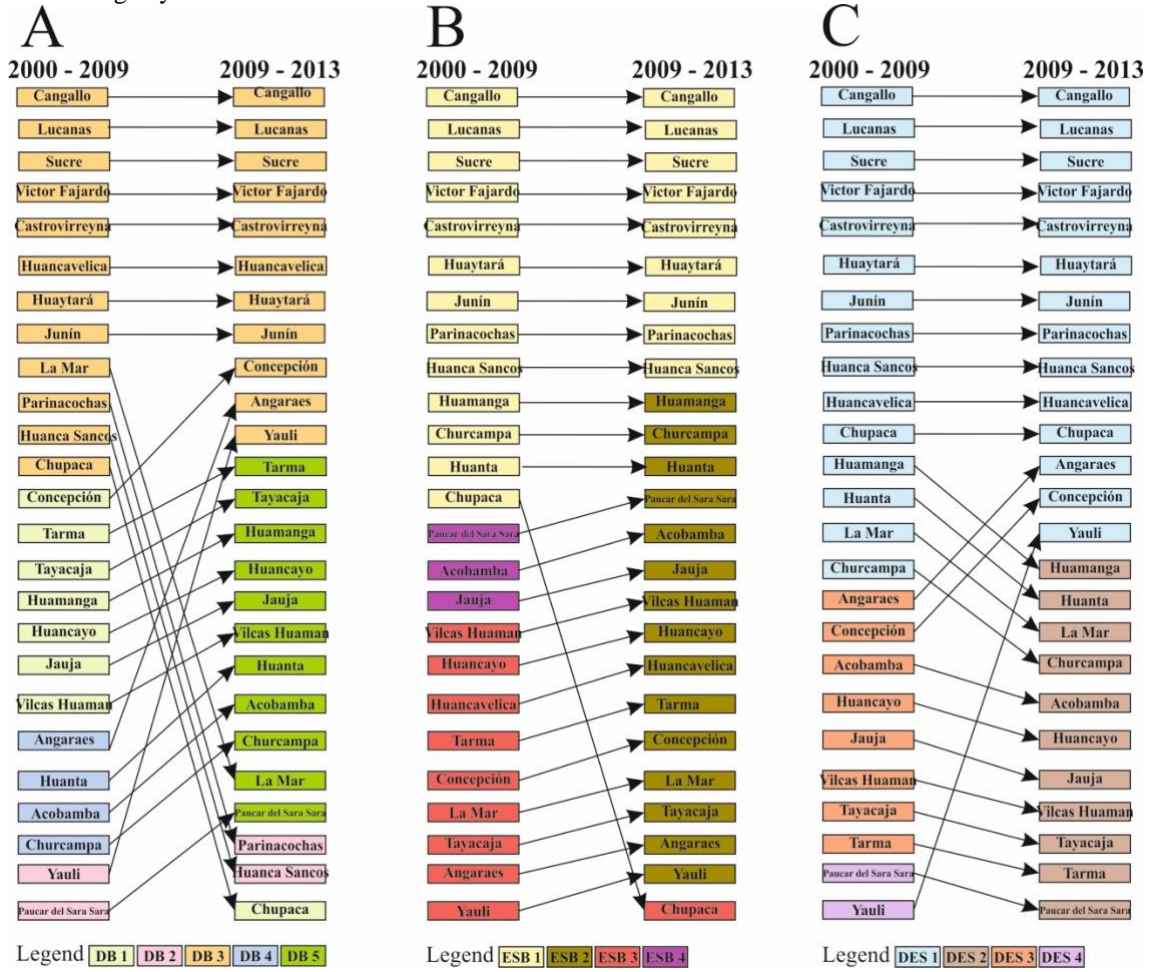 A
2000 - 2009
Cangallo
Lucanas
Sucre
Victor Fajardo
Castrovirreyna
Huancavelica
Huaytará
Junín
La Mar
Parinacochas
Huanca Sancos
Chupaca
Concepción
Tarma
Tayacaja
Huamanga
Huancayo
Jauja
Vilcas Huaman
Angaraes
Huanta
Acobamba
Churcampa
Yauli
Paucar del Sara Sara
2009 - 2013
Cangallo
Lucanas
Sucre
Victor Fajardo
Castrovirreyna
Huancavelica
Huaytará
Junín
Concepción
Angaraes
Yauli
Tarma
Tayacaja
Huamanga
Huancayo
Jauja
Vilcas Huaman
Huanta
Acobamba
Churcampa
La Mar
Paucar del Sara Sara
Parinacochas
Huanca Sancos
Chupaca
Legend DB 1 DB 2 DB 3 DB 4 DB 5
B
2000 - 2009
Cangallo
Lucanas
Sucre
Victor Fajardo
Castrovirreyna
Huaytará
Junín
Parinacochas
Huanca Sancos
Huamanga
Churcampa
Huanta
Chupaca
Paucar del Sara Sara
Acobamba
Jauja
Vilcas Huaman
Huancayo
Huancavelica
Tarma
Concepción
La Mar
Tayacaja
Angaraes
Yauli
2009 - 2013
Cangallo
Lucanas
Sucre
Victor Fajardo
Castrovirreyna
Huaytará
Junín
Parinacochas
Huanca Sancos
Huamanga
Churcampa
Huanta
Paucar del Sara Sara
Acobamba
Jauja
Vilcas Huaman
Huancayo
Huancavelica
Tarma
Concepción
La Mar
Tayacaja
Angaraes
Yauli
Chupaca
Legend ESB 1 ESB 2 ESB 3 ESB 4
C
2000 - 2009
Cangallo
Lucanas
Sucre
Victor Fajardo
Castrovirreyna
Huaytará
Junín
Parinacochas
Huanca Sancos
Huancavelica
Chupaca
Huamanga
Huanta
La Mar
Churcampa
Angaraes
Concepción
Acobamba
Huancayo
Jauja
Vilcas Huaman
Tayacaja
Tarma
Paucar del Sara Sara
Yauli
2009 - 2013
Cangallo
Lucanas
Sucre
Victor Fajardo
Castrovirreyna
Huaytará
Junín
Parinacochas
Huanca Sancos
Huancavelica
Chupaca
Angaraes
Concepción
Yauli
Huamanga
Huanta
La Mar
Churcampa
Acobamba
Huancayo
Jauja
Vilcas Huaman
Tayacaja
Tarma
Paucar del Sara Sara
Legend DES 1 DES 2 DES 3 DES 4